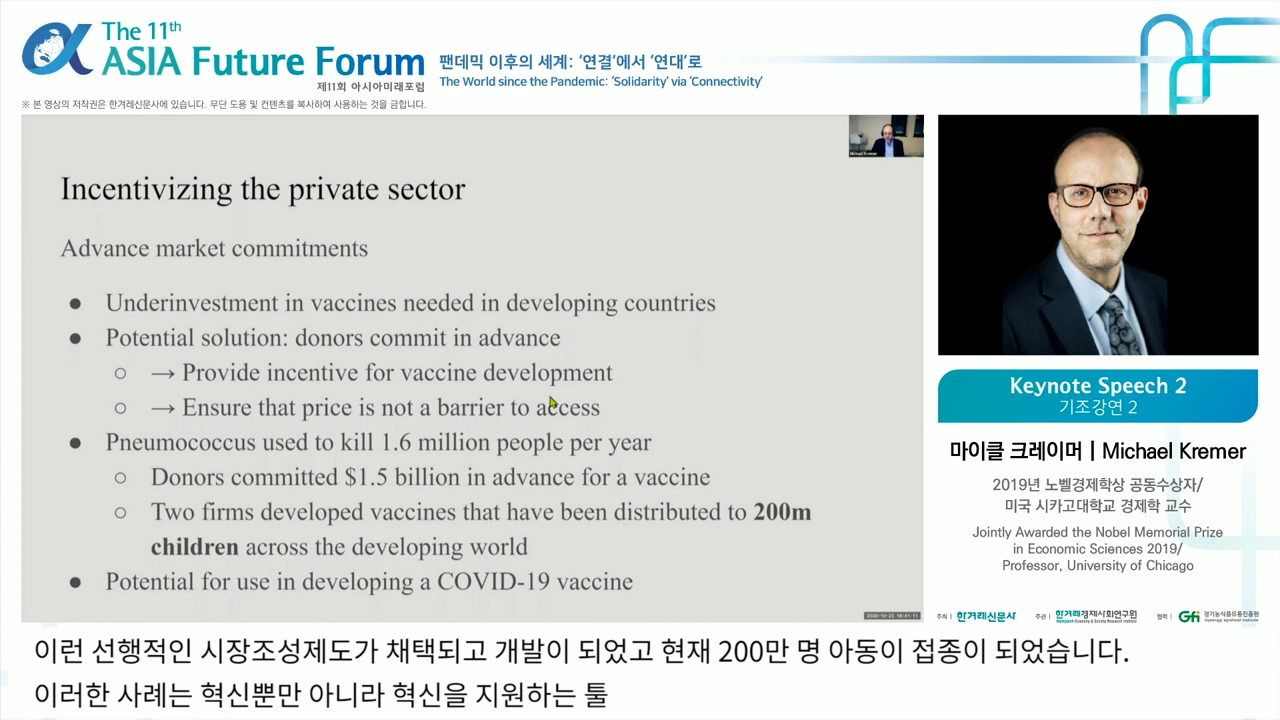 The 11th
ASIA Future Forum
제11회 아시아미래포럼
팬데믹 이후의 세계: ‘연결’에서 ‘연대’로
The World since the Pandemic: ‘Solidarity’ via ‘Connectivity’
※ 본 영상의 저작권은 한겨레신문사에 있습니다. 무단 도용 및 컨텐츠를 복사하여 사용하는 것을 금합니다.
Michael Kremer
Incentivizing the private sector
Advance market commitments
● Underinvestment in vaccines needed in developing countries
● Potential solution: donors commit in advance
○ → Provide incentive for vaccine development
○ → Ensure that price is not a barrier to access
● Pneumococcus used to kill 1.6 million people per year
○ Donors committed $1.5 billion in advance for a vaccine
○ Two firms developed vaccines that have been distributed to 200m
children across the developing world
● Potential for use in developing a COVID-19 vaccine
Keynote Speech 2
기조강연 2
마이클 크레이머 | Michael Kremer
2019년 노벨경제학상 공동수상자/
미국 시카고대학교 경제학 교수
Jointly Awarded the Nobel Memorial Prize
in Economic Sciences 2019/
Professor, University of Chicago
주최 | 한겨레신문사 주관 | 한겨레경제사회연구원 협력 | Gfi 경기농식품유통진흥원
이런 선행적인 시장조성제도가 채택되고 개발이 되었고 현재 200만 명 아동이 접종이 되었습니다.
이러한 사례는 혁신뿐만 아니라 혁신을 지원하는 툴